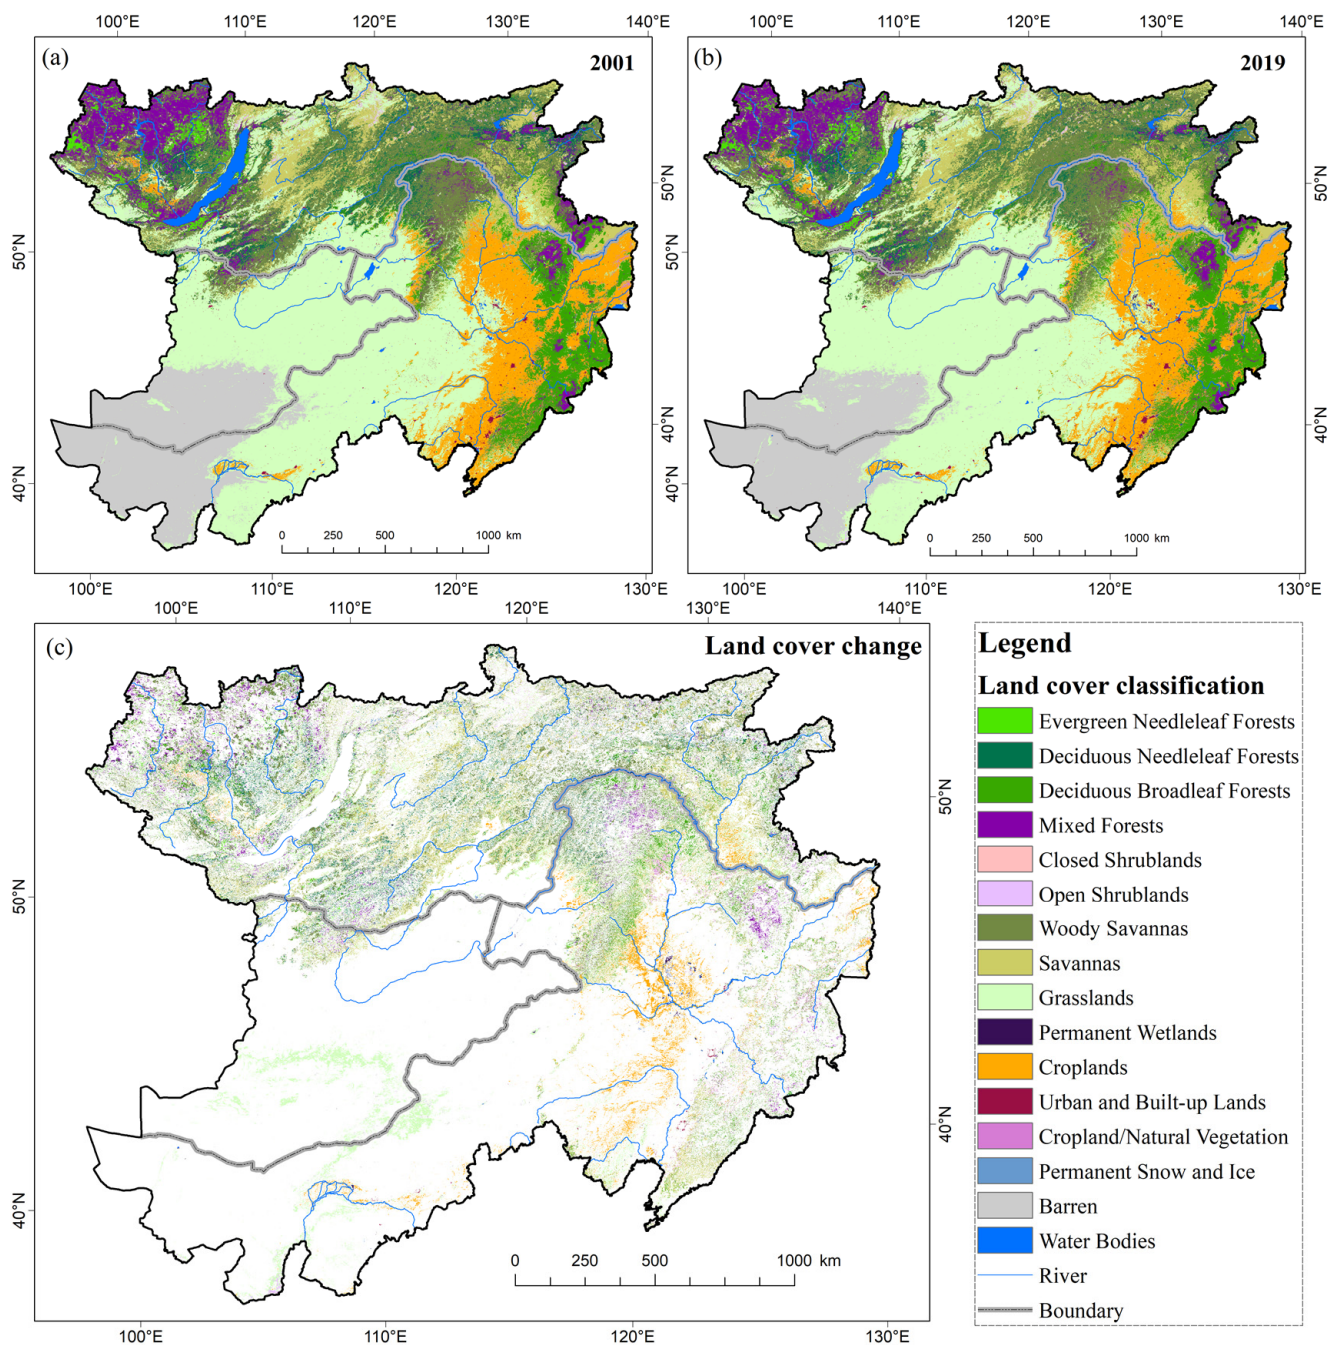 100°E 110°E 120°E 130°E 140°E
(a) 2001
50°N
40°N
0 250 500 1000 km
50°N
40°N
100°E 110°E 120°E 130°E
100°E 110°E 120°E 130°E 140°E
(b) 2019
50°N
40°N
0 250 500 1000 km
100°E 110°E 120°E 130°E
100°E 110°E 120°E 130°E 140°E
(c) Land cover change
50°N
40°N
50°N
40°N
0 250 500 1000 km
100°E 110°E 120°E 130°E
Legend
Land cover classification
Evergreen Needleleaf Forests
Deciduous Needleleaf Forests
Deciduous Broadleaf Forests
Mixed Forests
Closed Shrublands
Open Shrublands
Woody Savannas
Savannas
Grasslands
Permanent Wetlands
Croplands
Urban and Built-up Lands
Cropland/Natural Vegetation
Permanent Snow and Ice
Barren
Water Bodies
River
Boundary